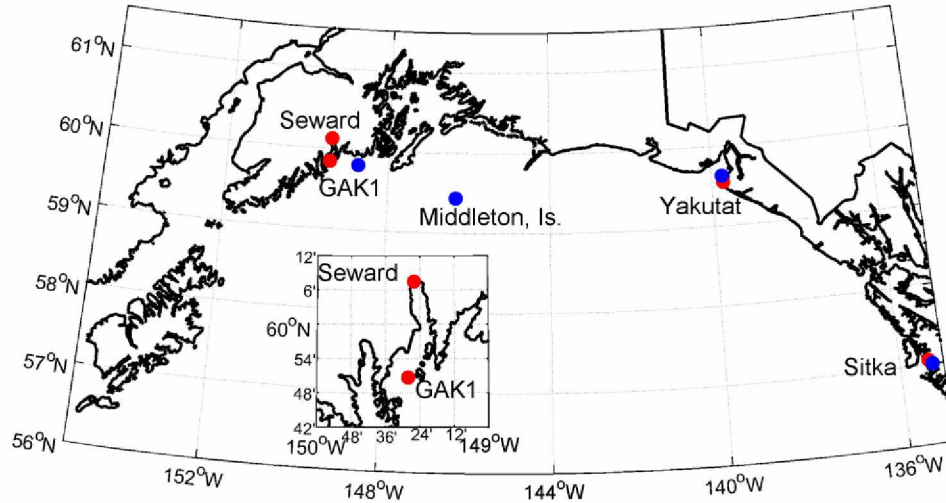 61°N
60°N
59°N
58°N
57°N
56°N
Seward
GAK1
Middleton, Is.
Yakutat
Sitka
Seward
12'
6'
60°N
54'
48'
42'
GAK1
150°W
48'
36'
24'
12'
149°W
152°W
148°W
144°W
140°W
136°W